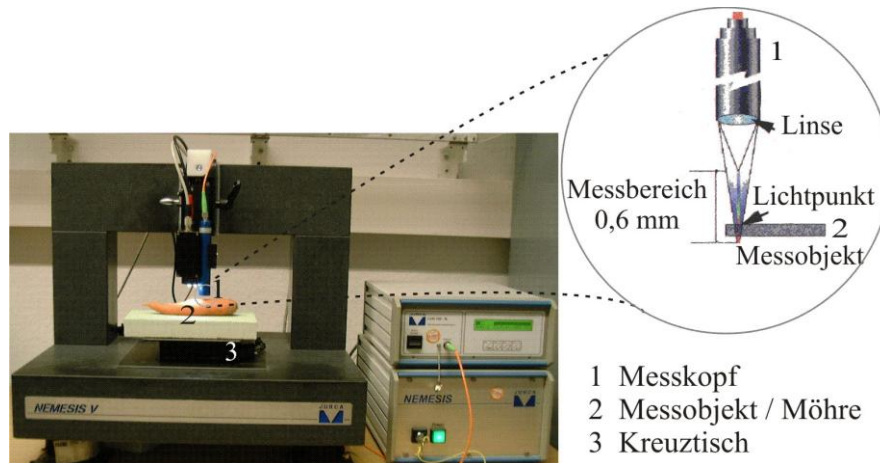 1
Linse
Messbereich
0,6 mm
Lichtpunkt
2
Messobjekt
1
2
3
NEMESIS V
JURCA
NEMESIS
1 Messkopf
2 Messobjekt / Möhre
3 Kreuztisch